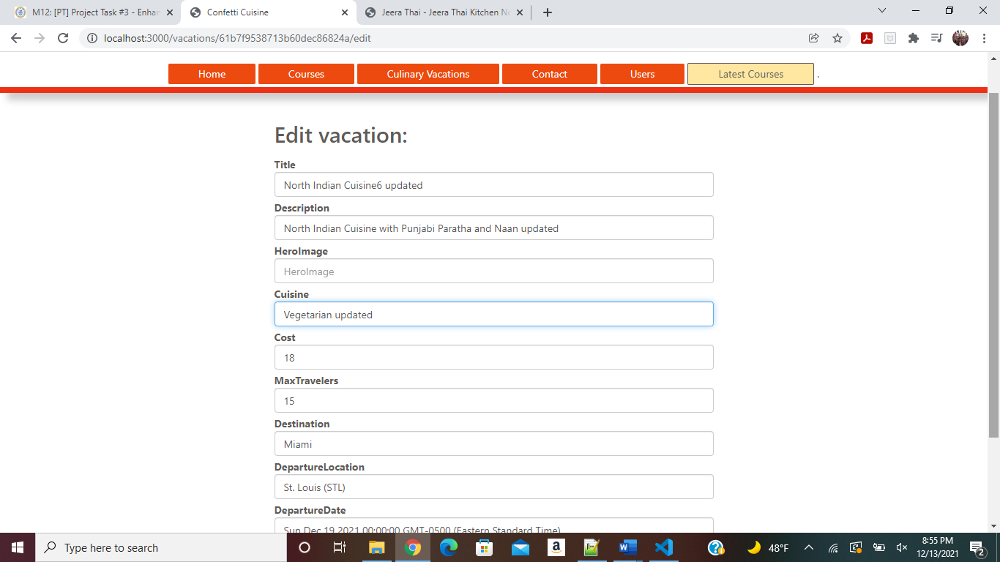 M12: [PT] Project Task #3 - Enhan
Confetti Cuisine
Jeera Thai - Jeera Thai Kitchen Ne
localhost:3000/vacations/61b7f9538713b60dec86824a/edit
Home
Courses
Culinary Vacations
Contact
Users
Latest Courses
.
Edit vacation:
Title
North Indian Cuisine6 updated
Description
North Indian Cuisine with Punjabi Paratha and Naan updated
HeroImage
HeroImage
Cuisine
Vegetarian updated
Cost
18
MaxTravelers
15
Destination
Miami
DepartureLocation
St. Louis (STL)
DepartureDate
Sun Dec 19 2021 00:00:00 GMT-0500 (Eastern Standard Time)
Type here to search
48°F
8:55 PM
12/13/2021
2